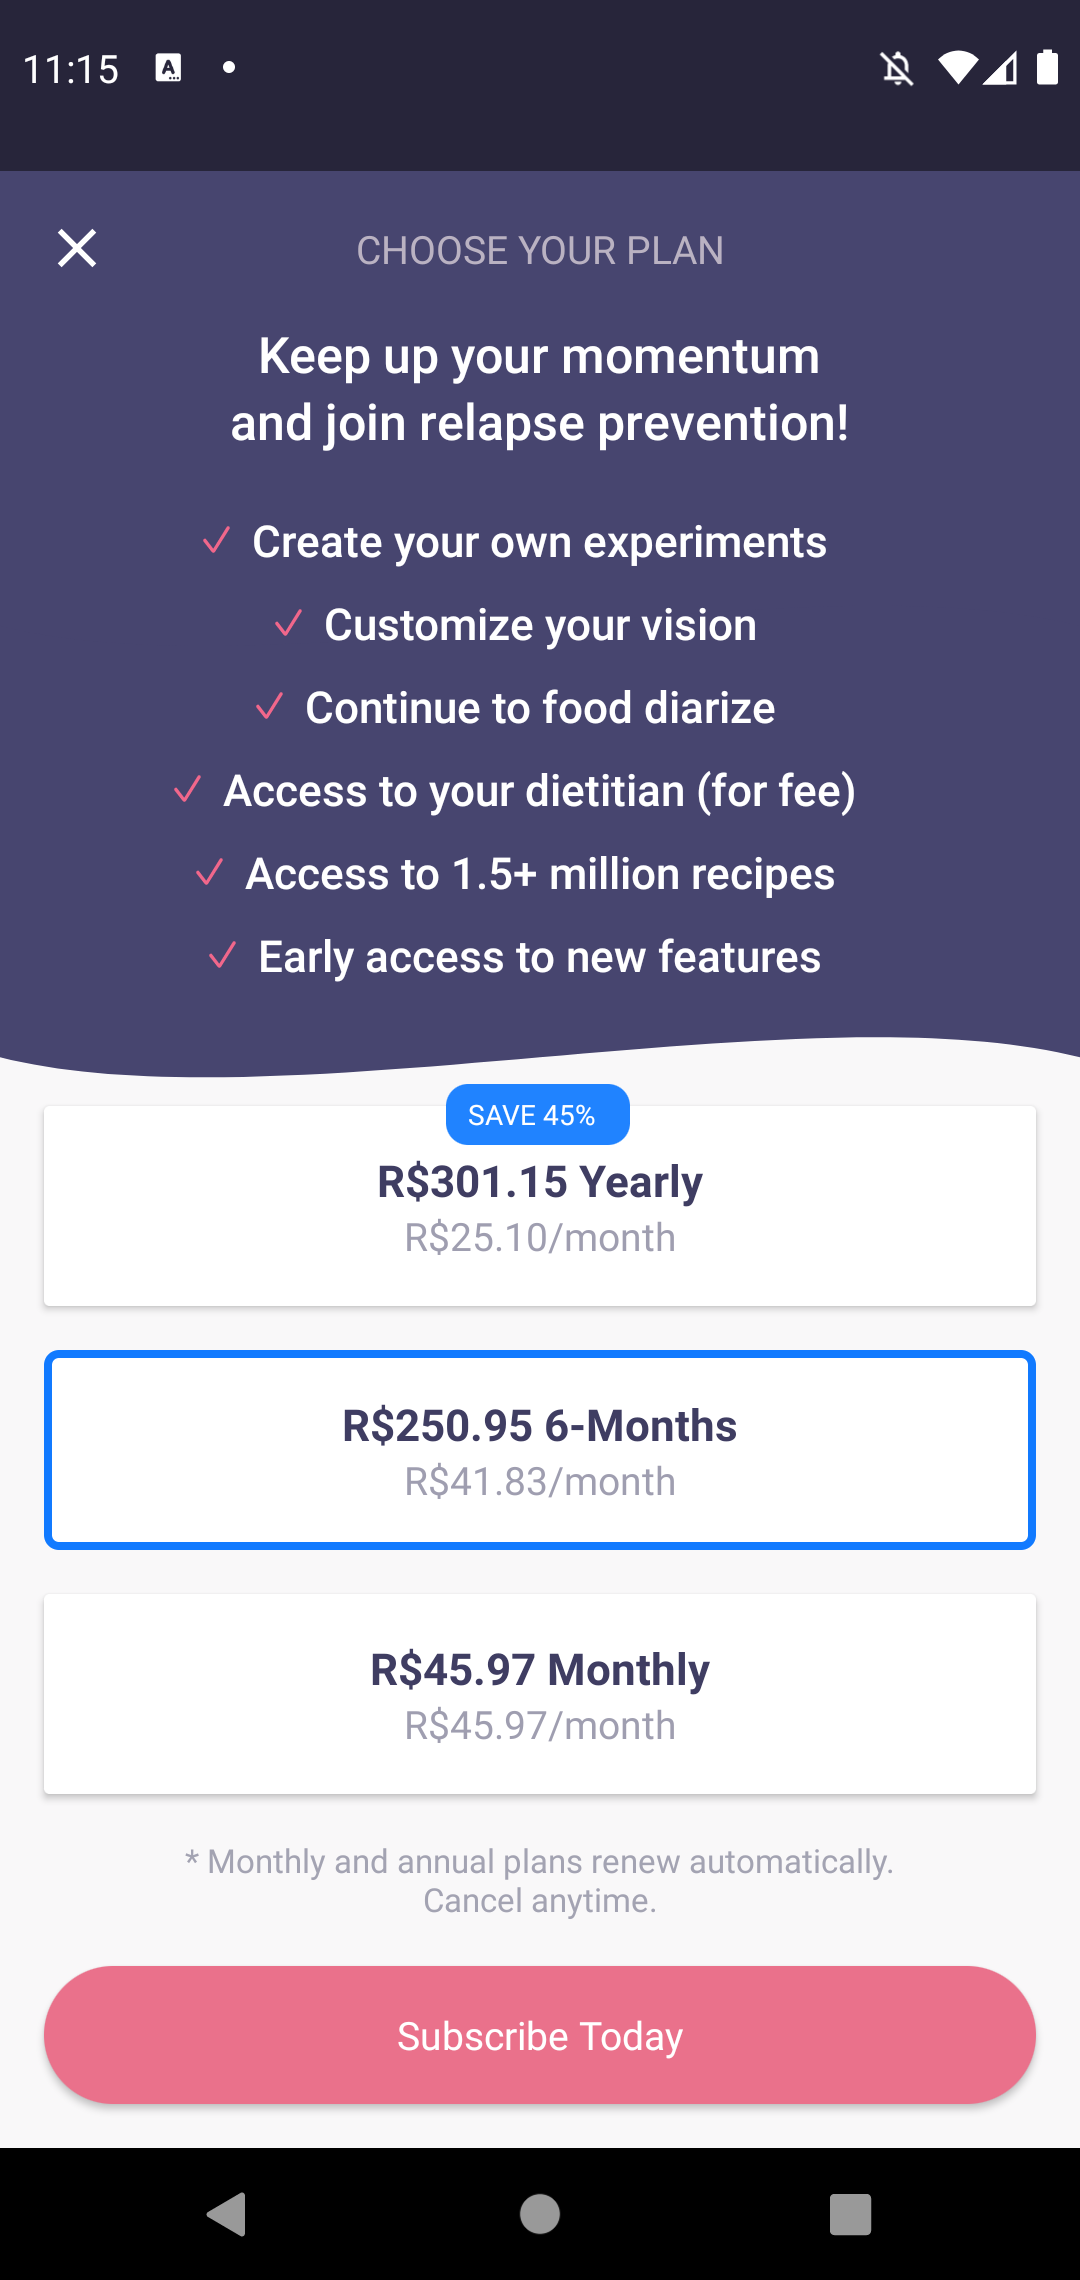 11:15
CHOOSE YOUR PLAN
Keep up your momentum
and join relapse prevention!
Create your own experiments
Customize your vision
Continue to food diarize
Access to your dietitian (for fee)
Access to 1.5+ million recipes
Early access to new features
SAVE 45%
R$301.15 Yearly
R$25.10/month
R$250.95 6-Months
R$41.83/month
R$45.97 Monthly
R$45.97/month
* Monthly and annual plans renew automatically.
Cancel anytime.
Subscribe Today